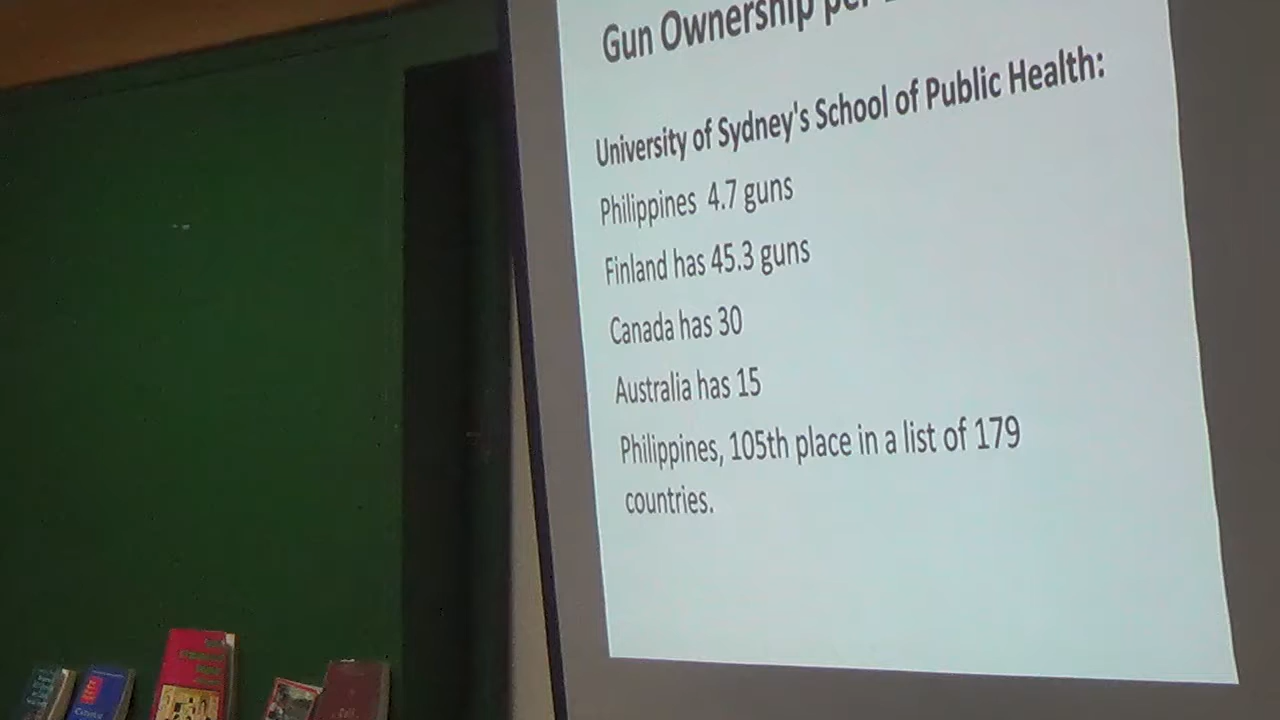 Gun Ownership per
University of Sydney's School of Public Health:
Philippines 4.7 guns
Finland has 45.3 guns
Canada has 30
Australia has 15
Philippines, 105th place in a list of 179
countries.